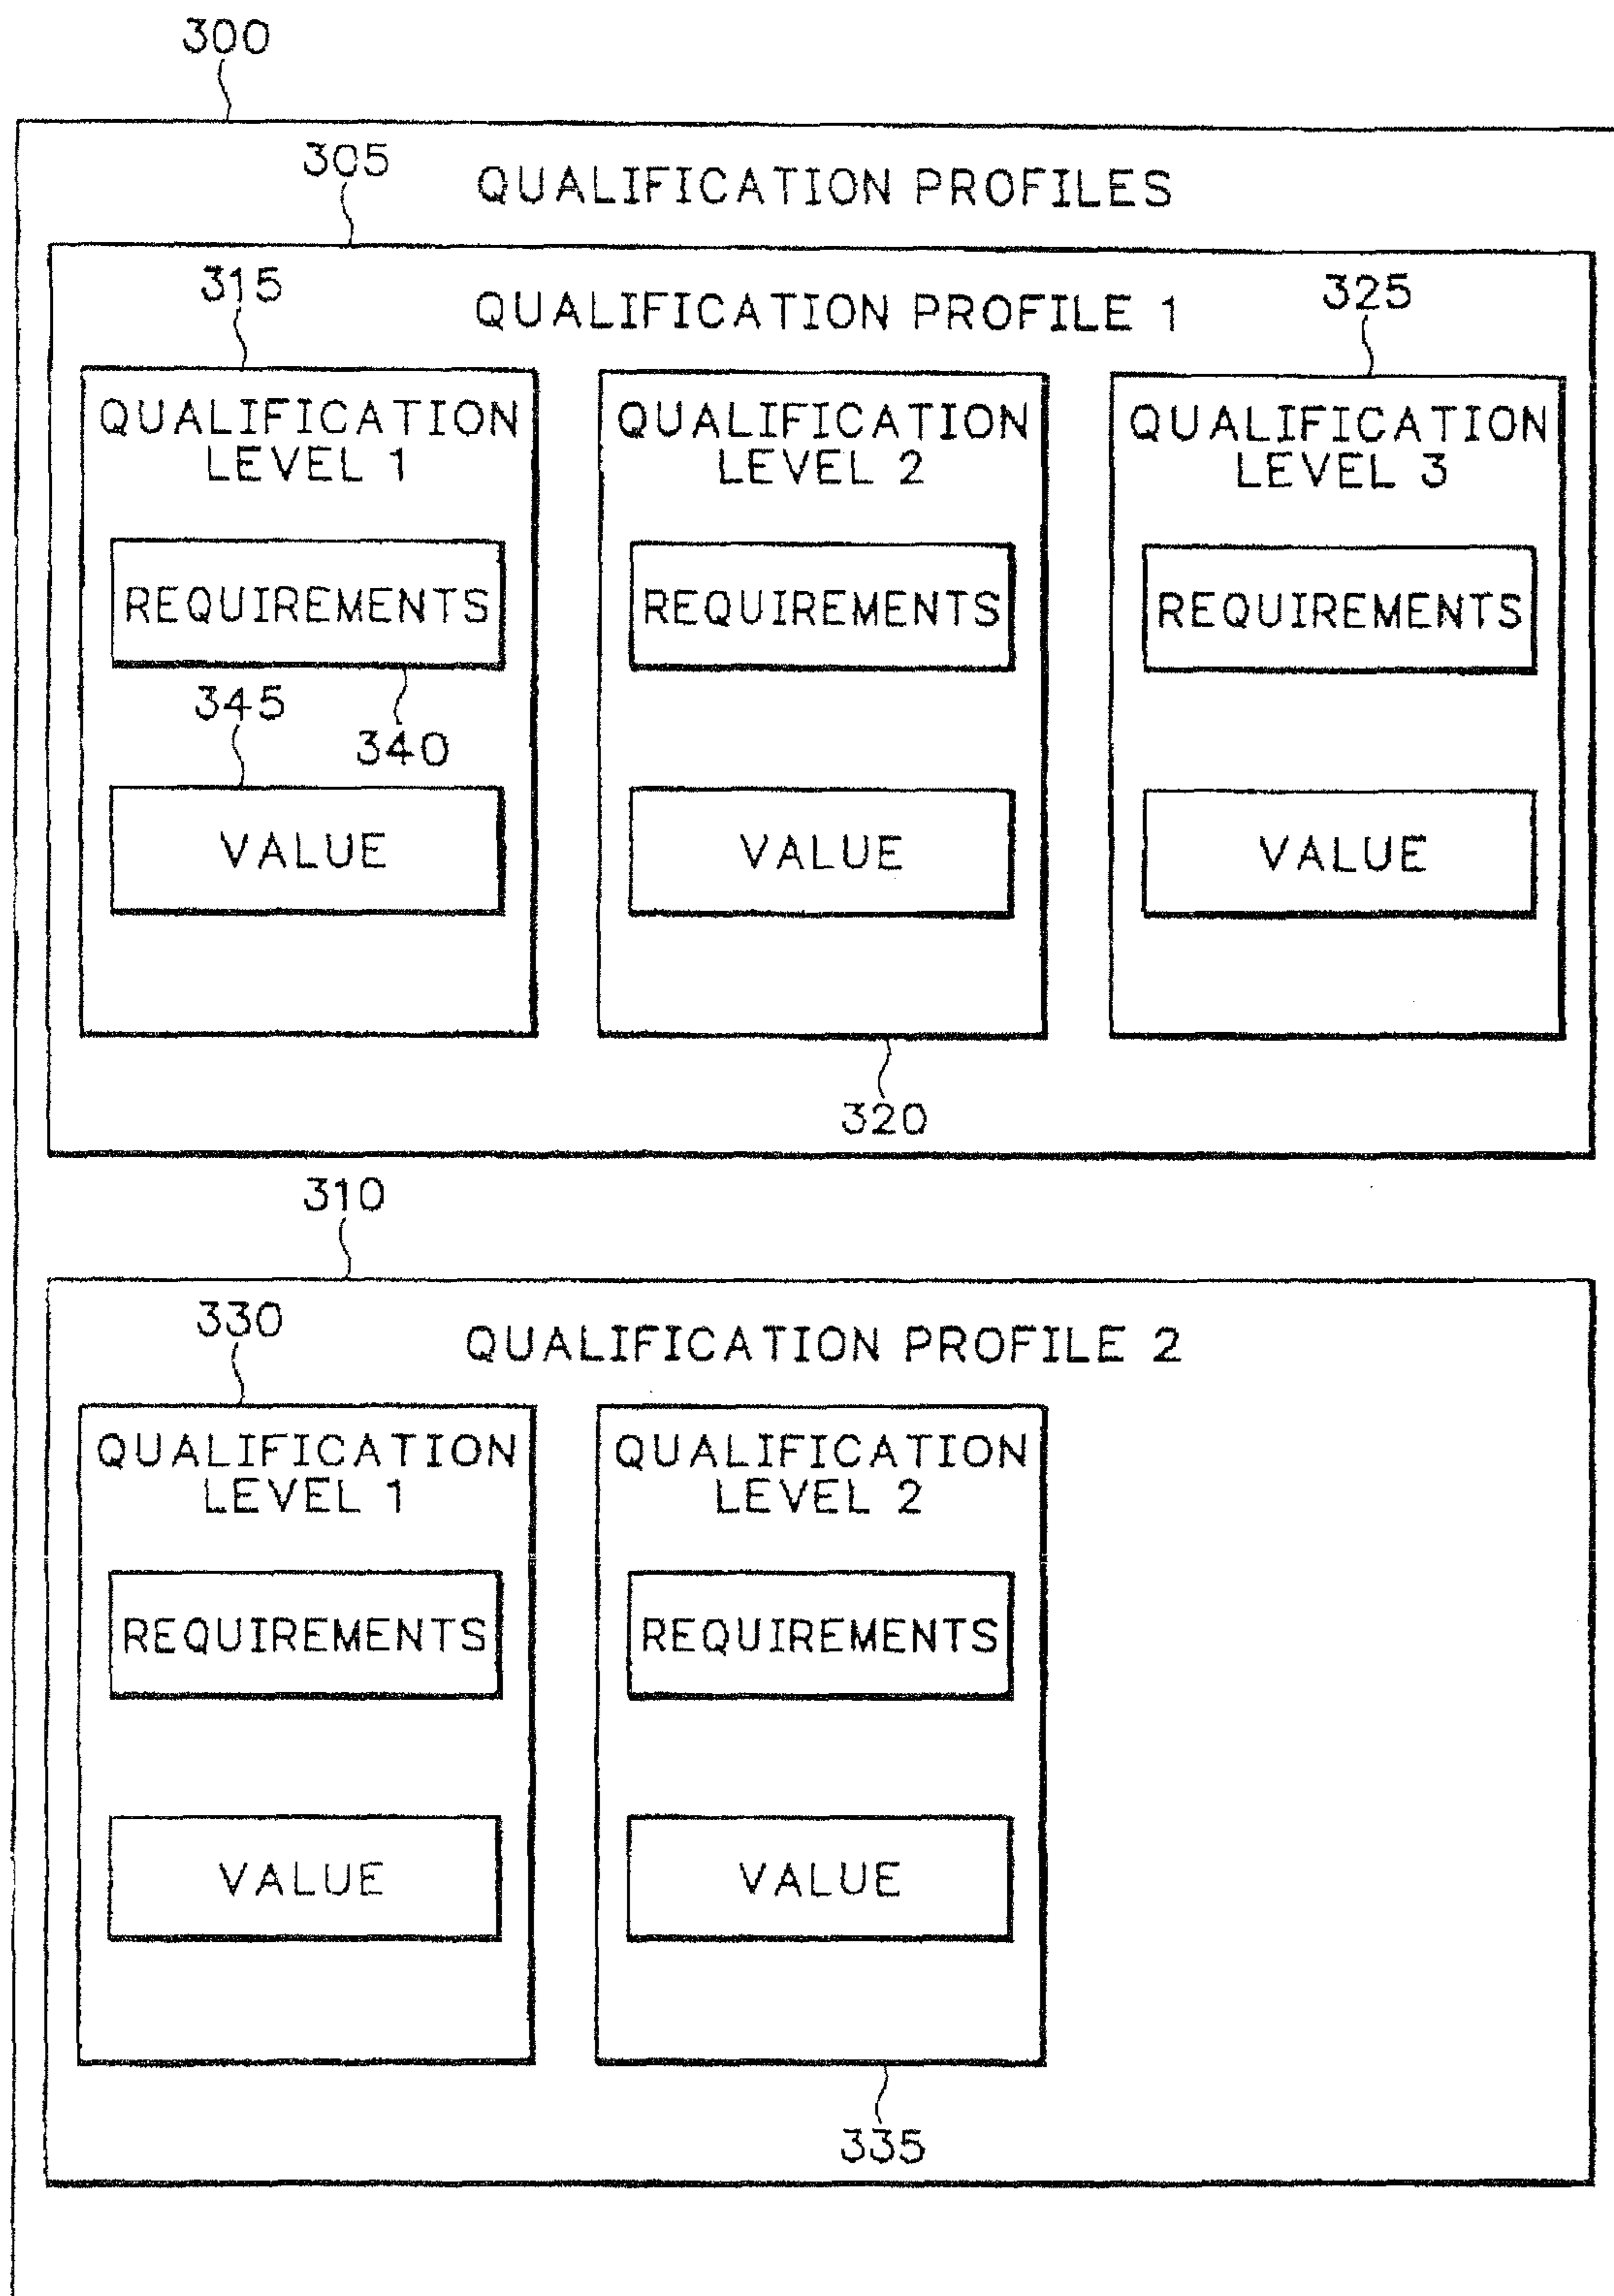 300
305
QUALIFICATION PROFILES
315
QUALIFICATION PROFILE 1
325
QUALIFICATION
LEVEL 1
REQUIREMENTS
345
340
VALUE
QUALIFICATION
LEVEL 2
REQUIREMENTS
VALUE
320
QUALIFICATION
LEVEL 3
REQUIREMENTS
VALUE
310
330
QUALIFICATION PROFILE 2
QUALIFICATION
LEVEL 1
REQUIREMENTS
VALUE
QUALIFICATION
LEVEL 2
REQUIREMENTS
VALUE
335